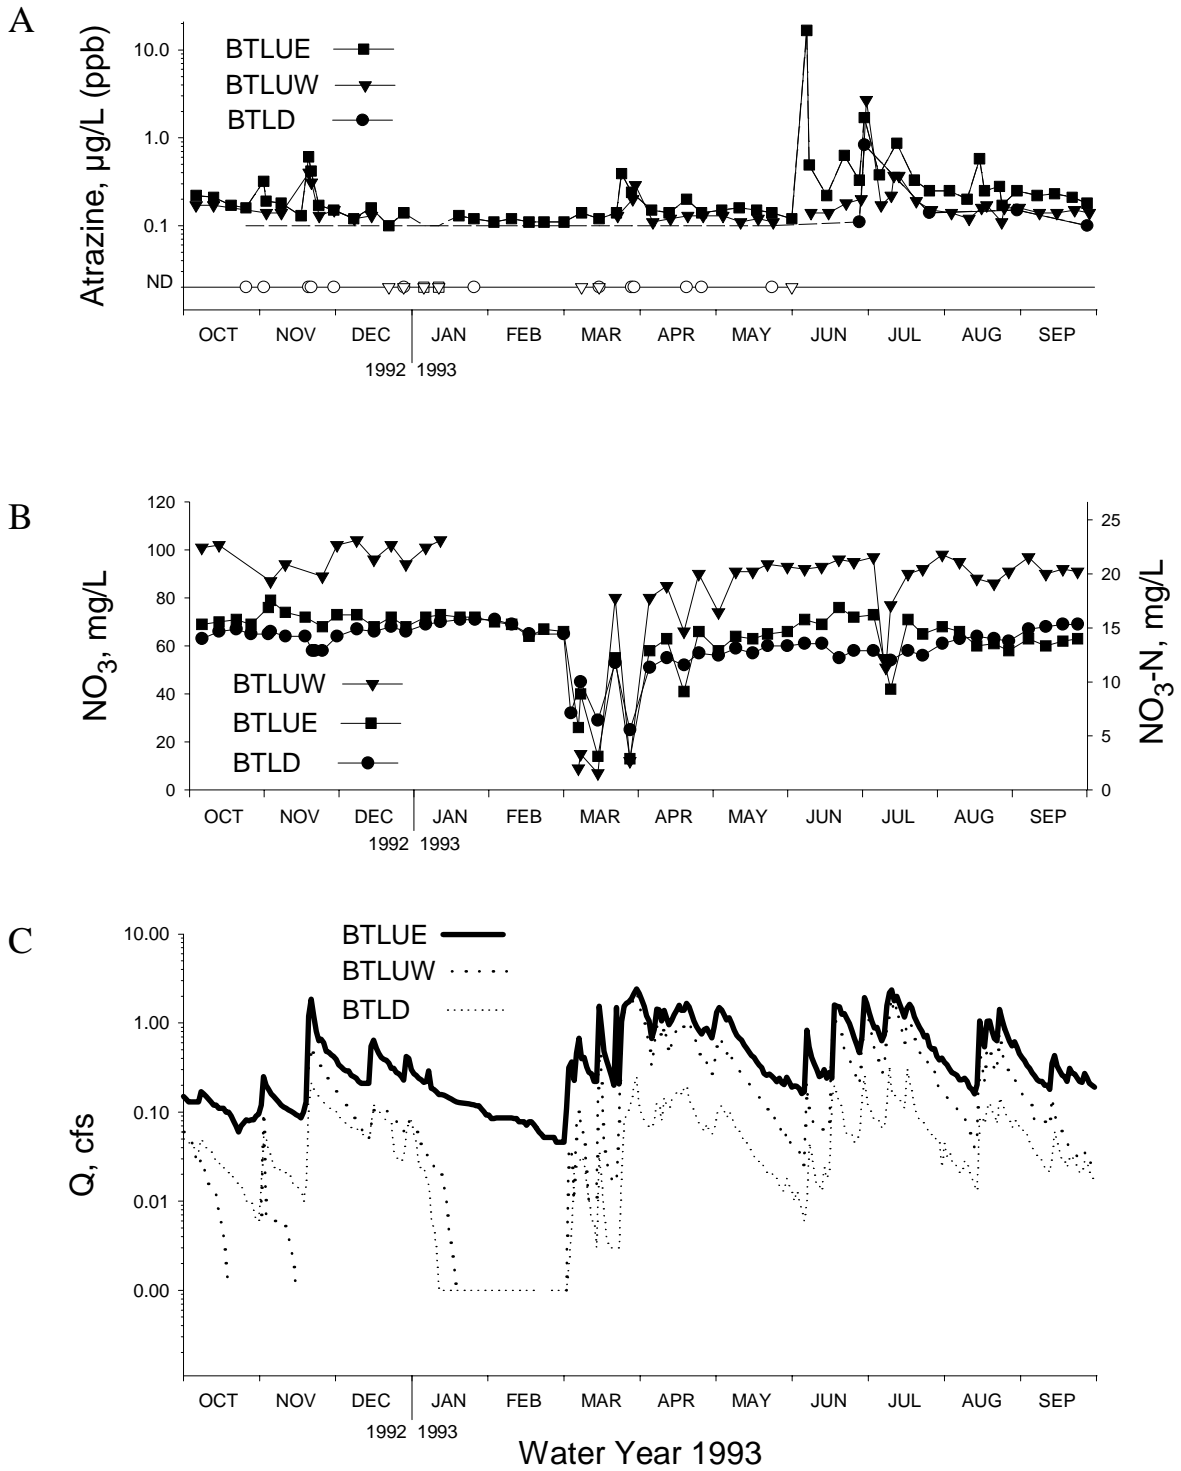 A
Atrazine, µg/L (ppb)
10.0
1.0
0.1
ND
BTLUE
BTLUW
BTLD
OCT NOV DEC JAN FEB MAR APR MAY JUN JUL AUG SEP
1992 1993
B
NO3, mg/L
120
100
80
60
40
20
0
BTLUW
BTLUE
BTLD
25
20
15
10
5
0
NO3-N, mg/L
OCT NOV DEC JAN FEB MAR APR MAY JUN JUL AUG SEP
1992 1993
C
Q, cfs
10.00
1.00
0.10
0.01
0.00
BTLUE
BTLUW
BTLD
OCT NOV DEC JAN FEB MAR APR MAY JUN JUL AUG SEP
1992 1993
Water Year 1993